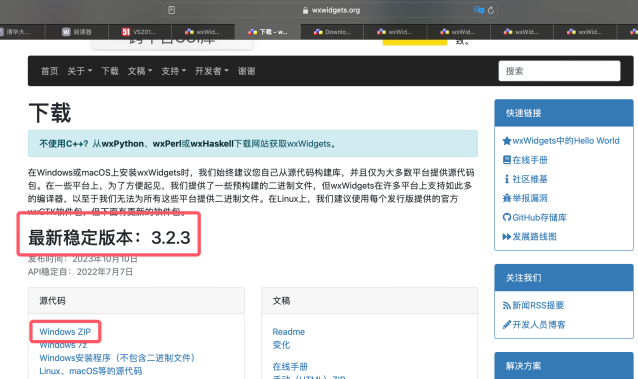 wxwidgets.org
清华大...
W 阅读器
51 VS201...
wxWid...
下载 - w...
Downlo...
wxWid...
wxWid...
wxWid...
wxWid...
致。
首页 关于 下载 文稿 支持 开发者 谢谢
搜索
下载
不使用C++？从wxPython、wxPerl或wxHaskell下载网站获取wxWidgets。
在Windows或macOS上安装wxWidgets时，我们始终建议您自己从源代码构建库，并且仅为大多数平台提供源代码
包。在一些平台上，为了方便起见，我们提供了一些预构建的二进制文件，但wxWidgets在许多平台上支持如此多
的编译器，以至于我们无法为所有这些平台提供二进制文件。在Linux上，我们建议使用每个发行版提供的官方
最新稳定版本：3.2.3
发布时间：2023年10月10日
API稳定自：2022年7月7日
源代码
Windows ZIP
Windows 7z
Windows安装程序（不包含二进制文件）
Linux、macOS等的源代码
文稿
Readme
变化
在线手册
手动（HTML）ZIP
快速链接
wxWidgets中的Hello World
在线手册
社区维基
举报漏洞
GitHub存储库
发展路线图
关注我们
新闻RSS提要
开发人员博客
解决方案